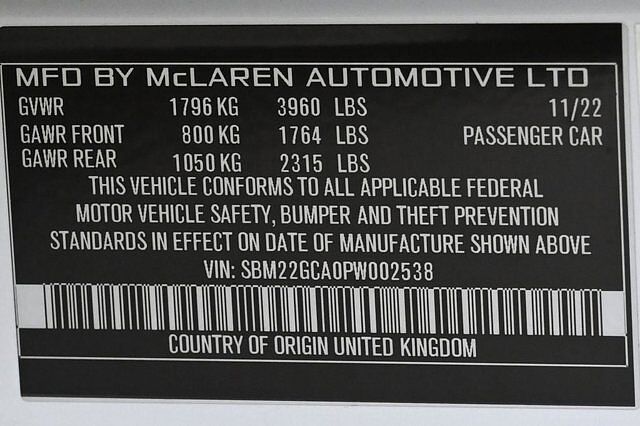 MFD BY McLAREN AUTOMOTIVE LTD
GVWR 1796 KG 3960 LBS 11/22
GAWR FRONT 800 KG 1764 LBS PASSENGER CAR
GAWR REAR 1050 KG 2315 LBS
THIS VEHICLE CONFORMS TO ALL APPLICABLE FEDERAL
MOTOR VEHICLE SAFETY, BUMPER AND THEFT PREVENTION
STANDARDS IN EFFECT ON DATE OF MANUFACTURE SHOWN ABOVE
VIN: SBM22GCA0PW002538
COUNTRY OF ORIGIN UNITED KINGDOM